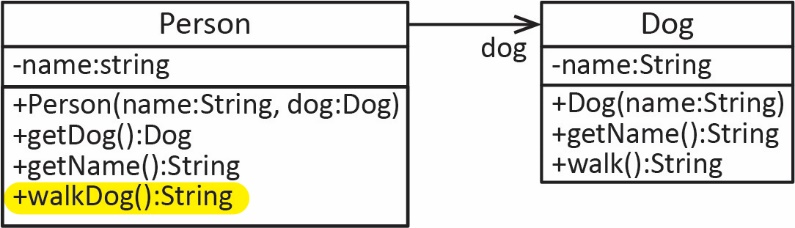 Person
-name:string
+Person(name:String, dog:Dog)
+getDog():Dog
+getName():String
+walkDog():String
dog
Dog
-name:String
+Dog(name:String)
+getName():String
+walk():String